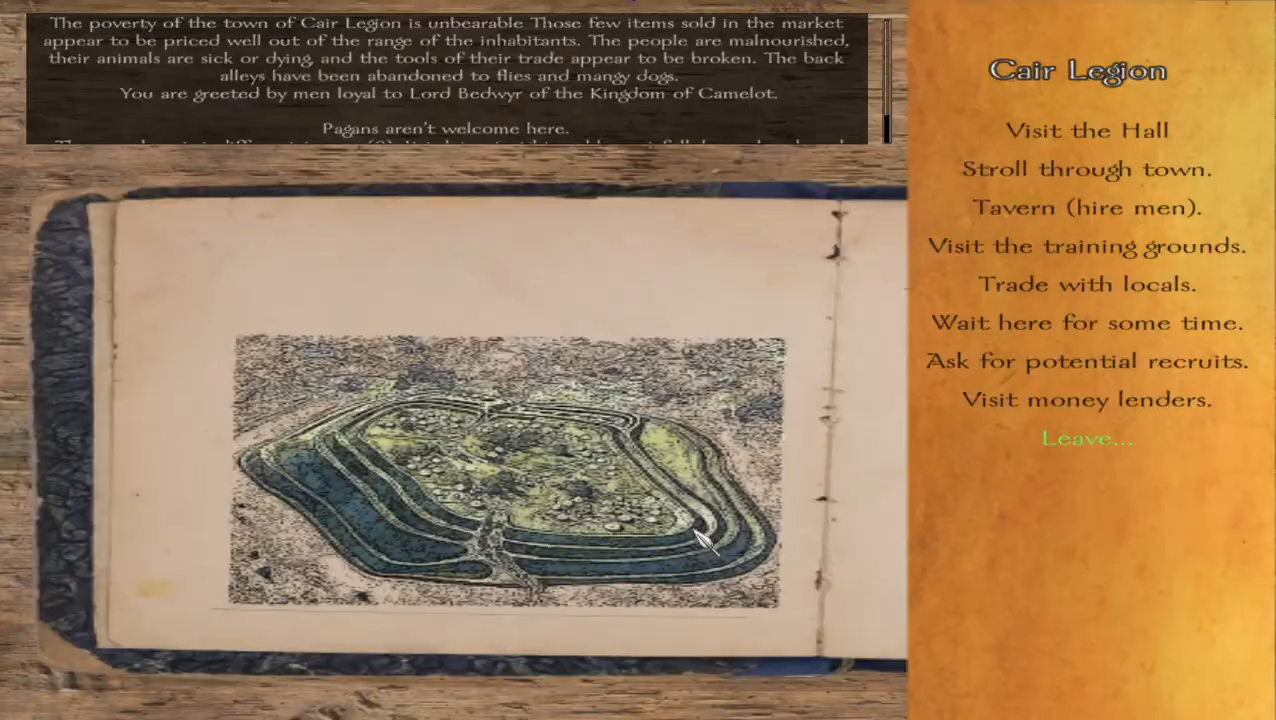 The poverty of the town of Cair Legion is unbearable Those few items sold in the market
appear to be priced well out of the range of the inhabitants. The people are malnourished,
their animals are sick or dying, and the tools of their trade appear to be broken. The back
alleys have been abandoned to flies and mangy dogs.
You are greeted by men loyal to Lord Bedwyr of the Kingdom of Camelot.
Pagans aren't welcome here.
Cair Legion
Visit the Hall
Stroll through town.
Tavern (hire men).
Visit the training grounds.
Trade with locals.
Wait here for some time.
Ask for potential recruits.
Visit money lenders.
Leave...